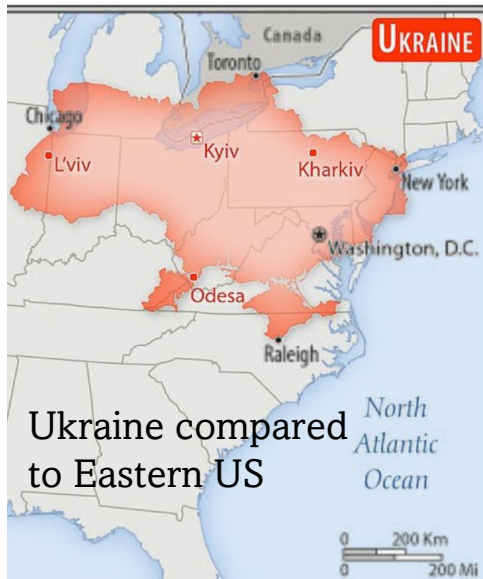 Canada
UKRAINE
Toronto
Chicago
Kyiv
L'viv
Kharkiv
New York
Washington, D.C.
Odesa
Raleigh
Ukraine compared
to Eastern US
North
Atlantic
Ocean
0 200 Km
0 200 Mi